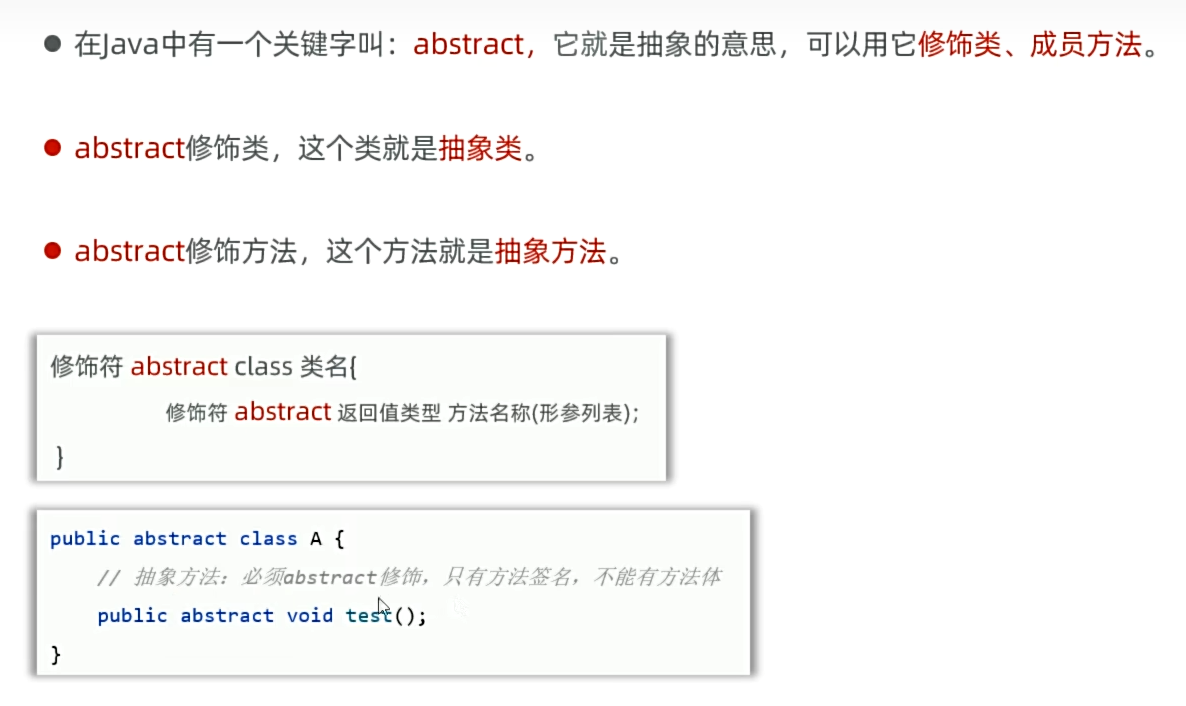 ● 在Java中有一个关键字叫：abstract，它就是抽象的意思，可以用它修饰类、成员方法。
● abstract修饰类，这个类就是抽象类。
● abstract修饰方法，这个方法就是抽象方法。
修饰符 abstract class 类名{
修饰符 abstract 返回值类型 方法名称(形参列表);
}
public abstract class A {
// 抽象方法：必须abstract修饰，只有方法签名，不能有方法体
public abstract void test();
}